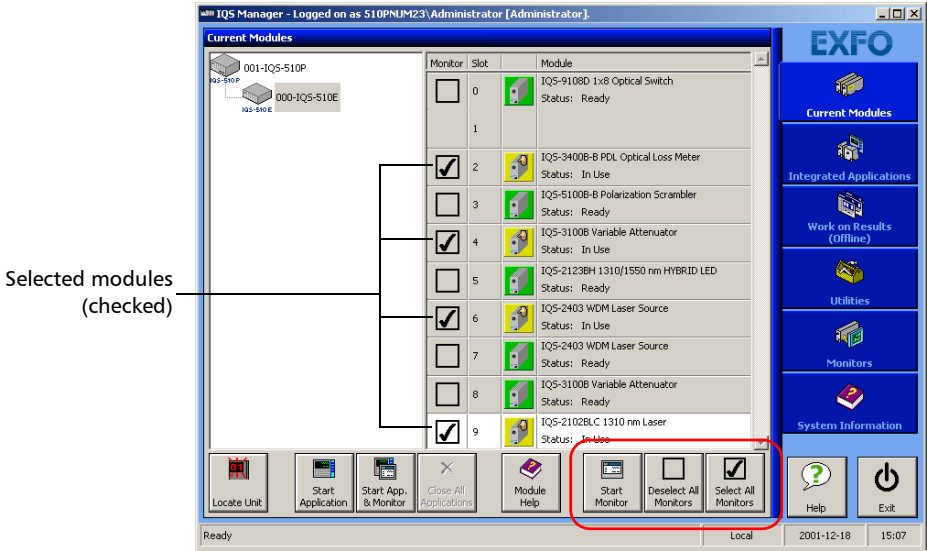 IQS Manager - Logged on as 510PNUM23\Administrator [Administrator].
Current Modules
EXFO
001-IQS-510P
IQS-510P
000-IQS-510E
IQS-510E
Monitor Slot Module
0 IQS-9108D 1x8 Optical Switch
Status: Ready
1
2 IQS-3400B-B PDL Optical Loss Meter
Status: In Use
3 IQS-5100B-B Polarization Scrambler
Status: Ready
4 IQS-3100B Variable Attenuator
Status: In Use
5 IQS-2123BH 1310/1550 nm HYBRID LED
Status: Ready
6 IQS-2403 WDM Laser Source
Status: In Use
7 IQS-2403 WDM Laser Source
Status: Ready
8 IQS-3100B Variable Attenuator
Status: Ready
9 IQS-2102BLC 1310 nm Laser
Status: In Use
Selected modules
(checked)
Current Modules
Integrated Applications
Work on Results
(Offline)
Utilities
Monitors
System Information
01
Locate Unit
Start
Application
Start App.
& Monitor
Close All
Applications
Module
Help
Start
Monitor
Deselect All
Monitors
Select All
Monitors
Help
Exit
Ready
Local
2001-12-18
15:07